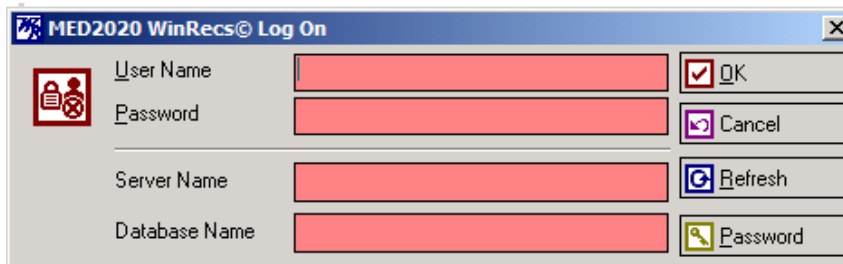 MED2020 WinRecs© Log On
User Name
OK
Password
Cancel
Server Name
Refresh
Database Name
Password